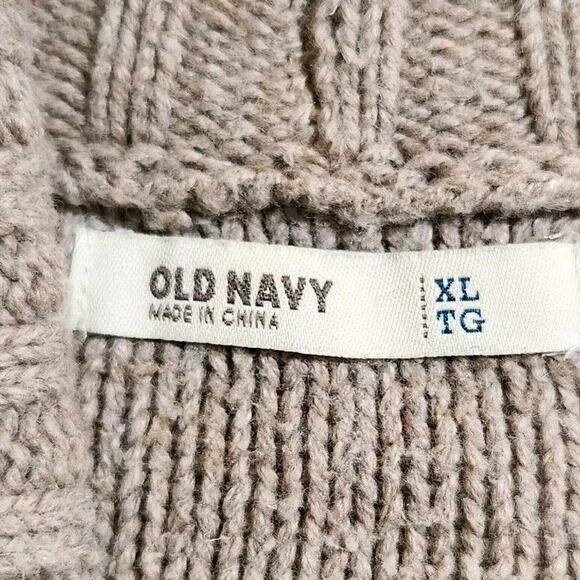 OLD NAVY
MADE IN CHINA
XL
TG